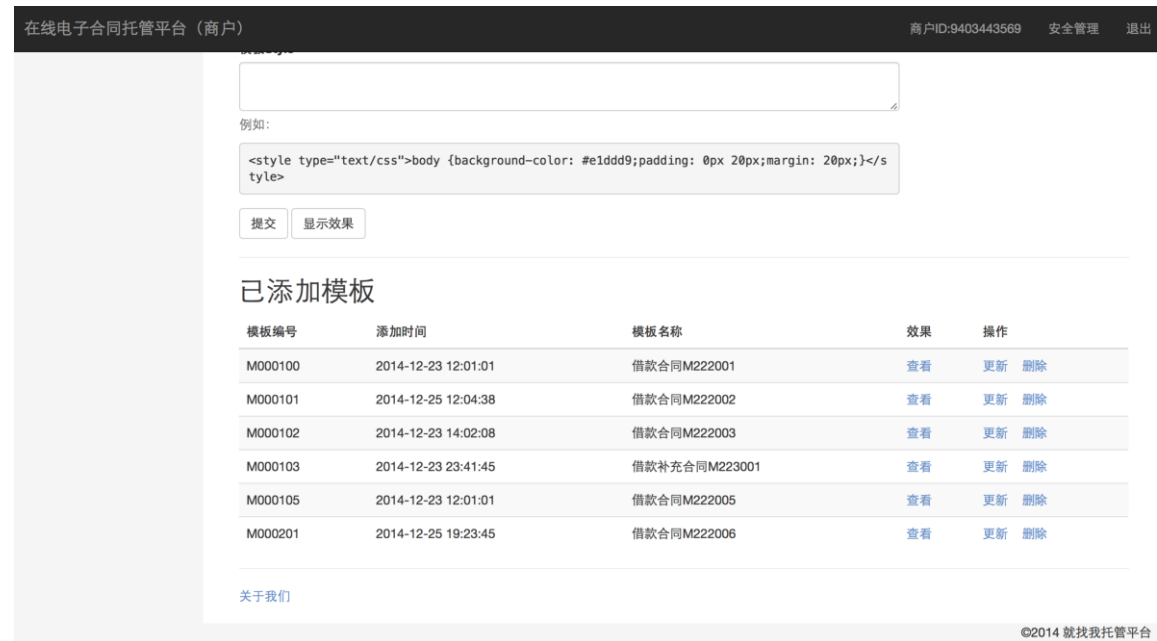 在线电子合同托管平台（商户） 商户ID:9403443569 安全管理 退出
例如：
<style type="text/css">body {background-color: #e1ddd9;padding: 0px 20px;margin: 20px;}</s
tyle>
提交 显示效果
已添加模板
模板编号 添加时间 模板名称 效果 操作
M000100 2014-12-23 12:01:01 借款合同M222001 查看 更新 删除
M000101 2014-12-25 12:04:38 借款合同M222002 查看 更新 删除
M000102 2014-12-23 14:02:08 借款合同M222003 查看 更新 删除
M000103 2014-12-23 23:41:45 借款补充合同M223001 查看 更新 删除
M000105 2014-12-23 12:01:01 借款合同M222005 查看 更新 删除
M000201 2014-12-25 19:23:45 借款合同M222006 查看 更新 删除
关于我们
©2014 就找我托管平台